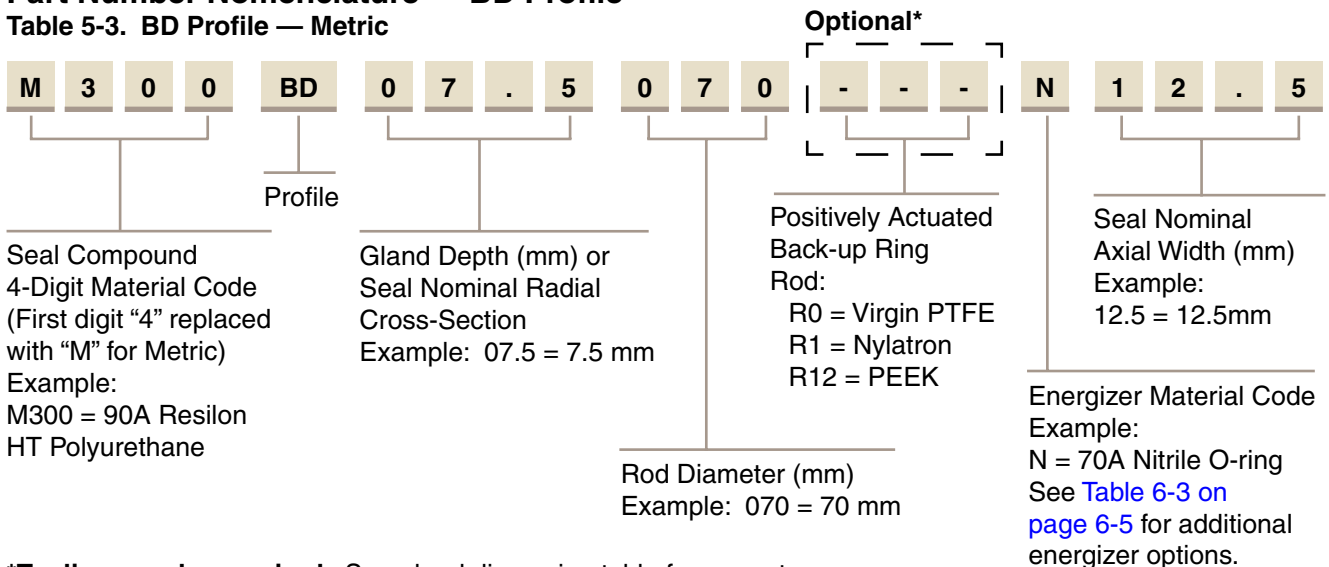 Table 5-3. BD Profile — Metric
Optional*
M 3 0 0 BD 0 7 . 5 0 7 0 - - - N 1 2 . 5
Profile
Seal Compound
4-Digit Material Code
(First digit “4” replaced
with “M” for Metric)
Example:
M300 = 90A Resilon
HT Polyurethane
Gland Depth (mm) or
Seal Nominal Radial
Cross-Section
Example: 07.5 = 7.5 mm
Rod Diameter (mm)
Example: 070 = 70 mm
Positively Actuated
Back-up Ring
Rod:
R0 = Virgin PTFE
R1 = Nylatron
R12 = PEEK
Energizer Material Code
Example:
N = 70A Nitrile O-ring
See Table 6-3 on
page 6-5 for additional
energizer options.
Seal Nominal
Axial Width (mm)
Example:
12.5 = 12.5mm